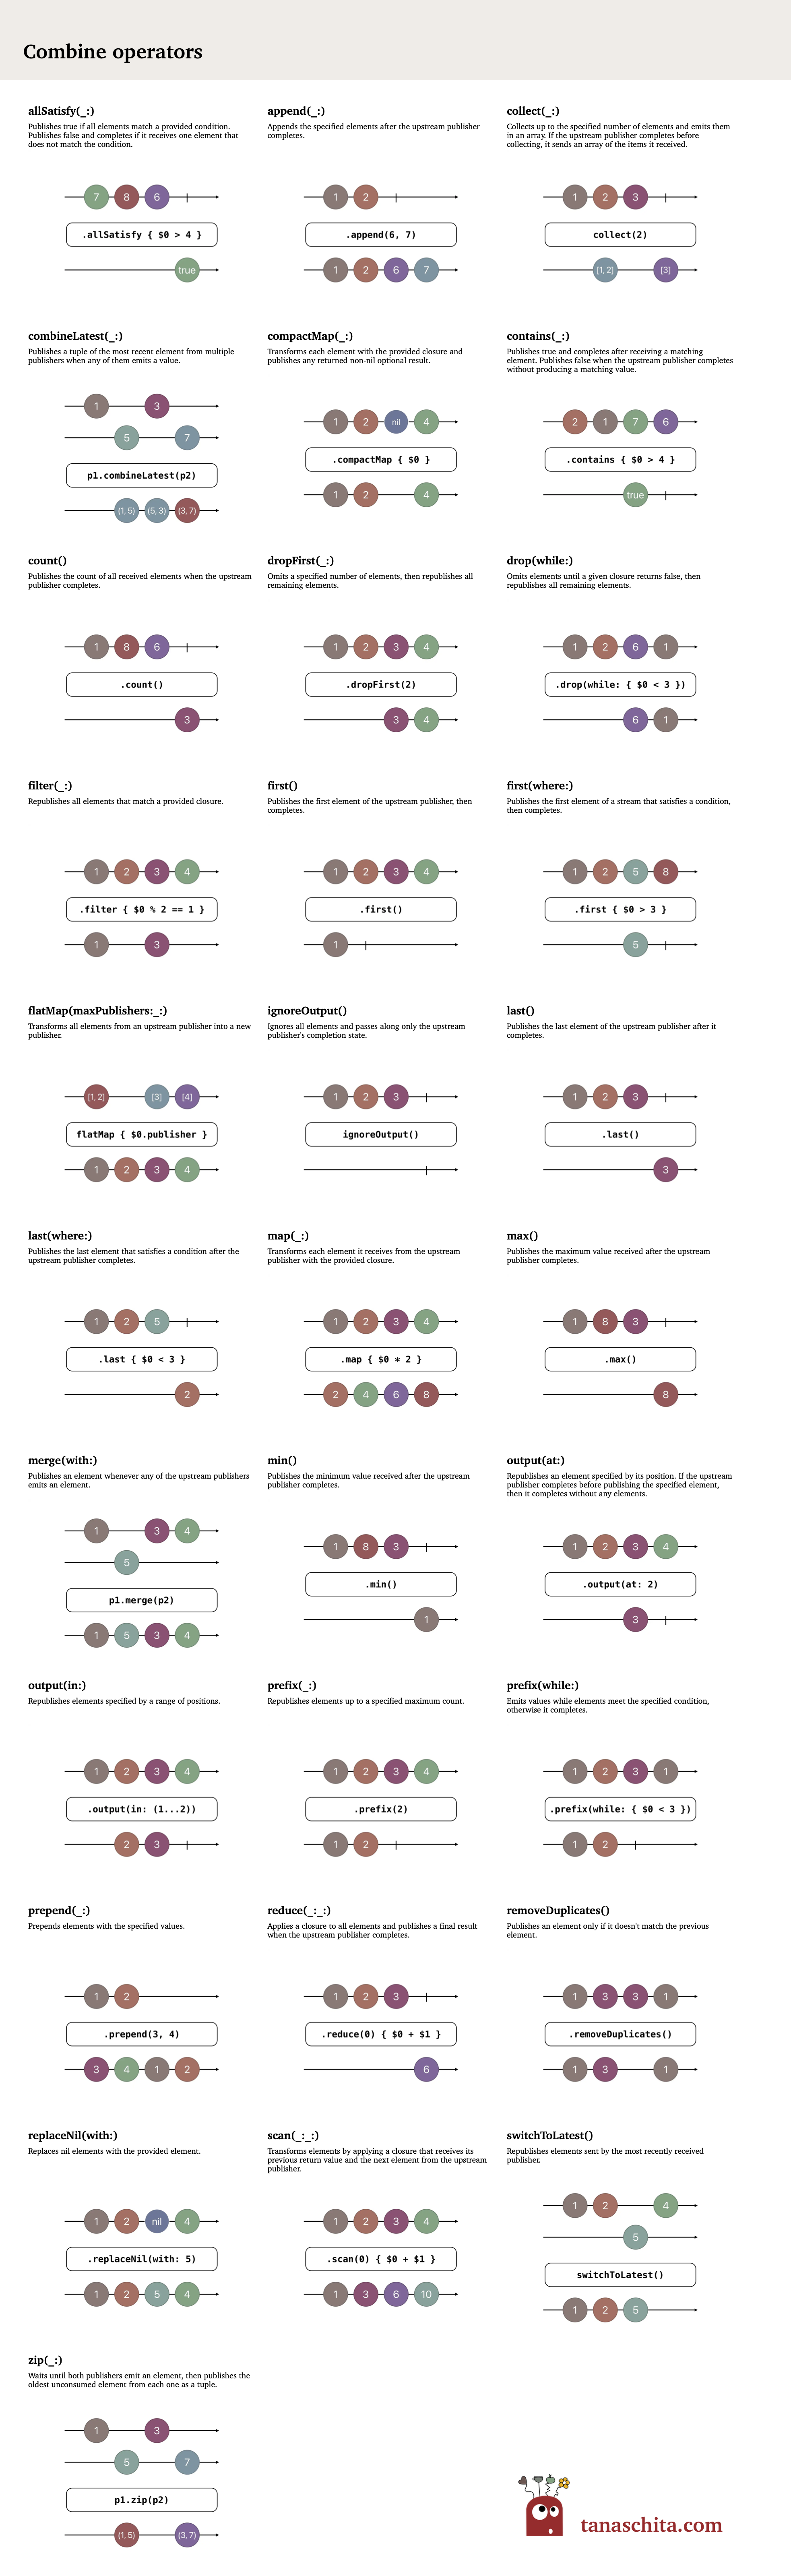 Combine operators
allSatisfy(_:)
Publishes true if all elements match a provided condition.
Publishes false and completes if it receives one element that
does not match the condition.
7 8 6
.allSatisfy { $0 > 4 }
true
append(_:)
Appends the specified elements after the upstream publisher
completes.
1 2
.append(6, 7)
1 2 6 7
collect(_:)
Collects up to the specified number of elements and emits them
in an array. If the upstream publisher completes before
collecting, it sends an array of the items it received.
1 2 3
collect(2)
[1, 2] [3]
combineLatest(_:)
Publishes a tuple of the most recent element from multiple
publishers when any of them emits a value.
1 3
5 7
p1.combineLatest(p2)
(1, 5) (5, 3) (3, 7)
compactMap(_:)
Transforms each element with the provided closure and
publishes any returned non-nil optional result.
1 2 nil 4
.compactMap { $0 }
1 2 4
contains(_:)
Publishes true and completes after receiving a matching
element. Publishes false when the upstream publisher completes
without producing a matching value.
2 1 7 6
.contains { $0 > 4 }
true
count()
Publishes the count of all received elements when the upstream
publisher completes.
1 8 6
.count()
3
dropFirst(_:)
Omits a specified number of elements, then republishes all
remaining elements.
1 2 3 4
.dropFirst(2)
3 4
drop(while:)
Omits elements until a given closure returns false, then
republishes all remaining elements.
1 2 6 1
.drop(while: { $0 < 3 })
6 1
filter(_:)
Republishes all elements that match a provided closure.
1 2 3 4
.filter { $0 % 2 == 1 }
1 3
first()
Publishes the first element of the upstream publisher, then
completes.
1 2 3 4
.first()
1
first(where:)
Publishes the first element of a stream that satisfies a condition,
then completes.
1 2 5 8
.first { $0 > 3 }
5
flatMap(maxPublishers:_:)
Transforms all elements from an upstream publisher into a new
publisher.
[1, 2] [3] [4]
flatMap { $0.publisher }
1 2 3 4
ignoreOutput()
Ignores all elements and passes along only the upstream
publisher's completion state.
1 2 3
ignoreOutput()
last()
Publishes the last element of the upstream publisher after it
completes.
1 2 3
.last()
3
last(where:)
Publishes the last element that satisfies a condition after the
upstream publisher completes.
1 2 5
.last { $0 < 3 }
2
map(_:)
Transforms each element it receives from the upstream
publisher with the provided closure.
1 2 3 4
.map { $0 * 2 }
2 4 6 8
max()
Publishes the maximum value received after the upstream
publisher completes.
1 8 3
.max()
8
merge(with:)
Publishes an element whenever any of the upstream publishers
emits an element.
1 3 4
5
p1.merge(p2)
1 5 3 4
min()
Publishes the minimum value received after the upstream
publisher completes.
1 8 3
.min()
1
output(at:)
Republishes an element specified by its position. If the upstream
publisher completes before publishing the specified element,
then it completes without any elements.
1 2 3 4
.output(at: 2)
3
output(in:)
Republishes elements specified by a range of positions.
1 2 3 4
.output(in: (1...2))
2 3
prefix(_:)
Republishes elements up to a specified maximum count.
1 2 3 4
.prefix(2)
1 2
prefix(while:)
Emits values while elements meet the specified condition,
otherwise it completes.
1 2 3 1
.prefix(while: { $0 < 3 })
1 2
prepend(_:)
Prepends elements with the specified values.
1 2
.prepend(3, 4)
3 4 1 2
reduce(_:_:)
Applies a closure to all elements and publishes a final result
when the upstream publisher completes.
1 2 3
.reduce(0) { $0 + $1 }
6
removeDuplicates()
Publishes an element only if it doesn't match the previous
element.
1 3 3 1
.removeDuplicates()
1 3 1
replaceNil(with:)
Replaces nil elements with the provided element.
1 2 nil 4
.replaceNil(with: 5)
1 2 5 4
scan(_:_:)
Transforms elements by applying a closure that receives its
previous return value and the next element from the upstream
publisher.
1 2 3 4
.scan(0) { $0 + $1 }
1 3 6 10
switchToLatest()
Republishes elements sent by the most recently received
publisher.
1 2 4
5
switchToLatest()
1 2 5
zip(_:)
Waits until both publishers emit an element, then publishes the
oldest unconsumed element from each one as a tuple.
1 3
5 7
p1.zip(p2)
(1, 5) (3, 7)
tanaschita.com